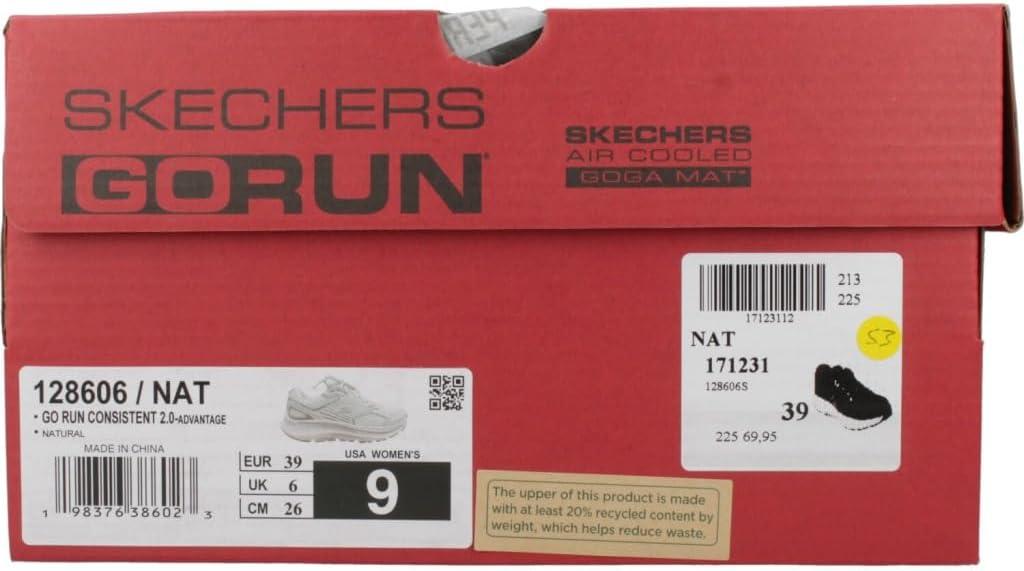 SKECHERS
GORUN
SKECHERS
AIR COOLED
GOGA MAT™
17123112
213
225
NAT
171231
128606S
39
225 69,95
53
128606 / NAT
• GO RUN CONSISTENT 2.0-ADVANTAGE
• NATURAL
MADE IN CHINA
1 98376 38602 3
EUR 39
UK 6
CM 26
USA WOMEN'S
9
The upper of this product is made
with at least 20% recycled content by
weight, which helps reduce waste.